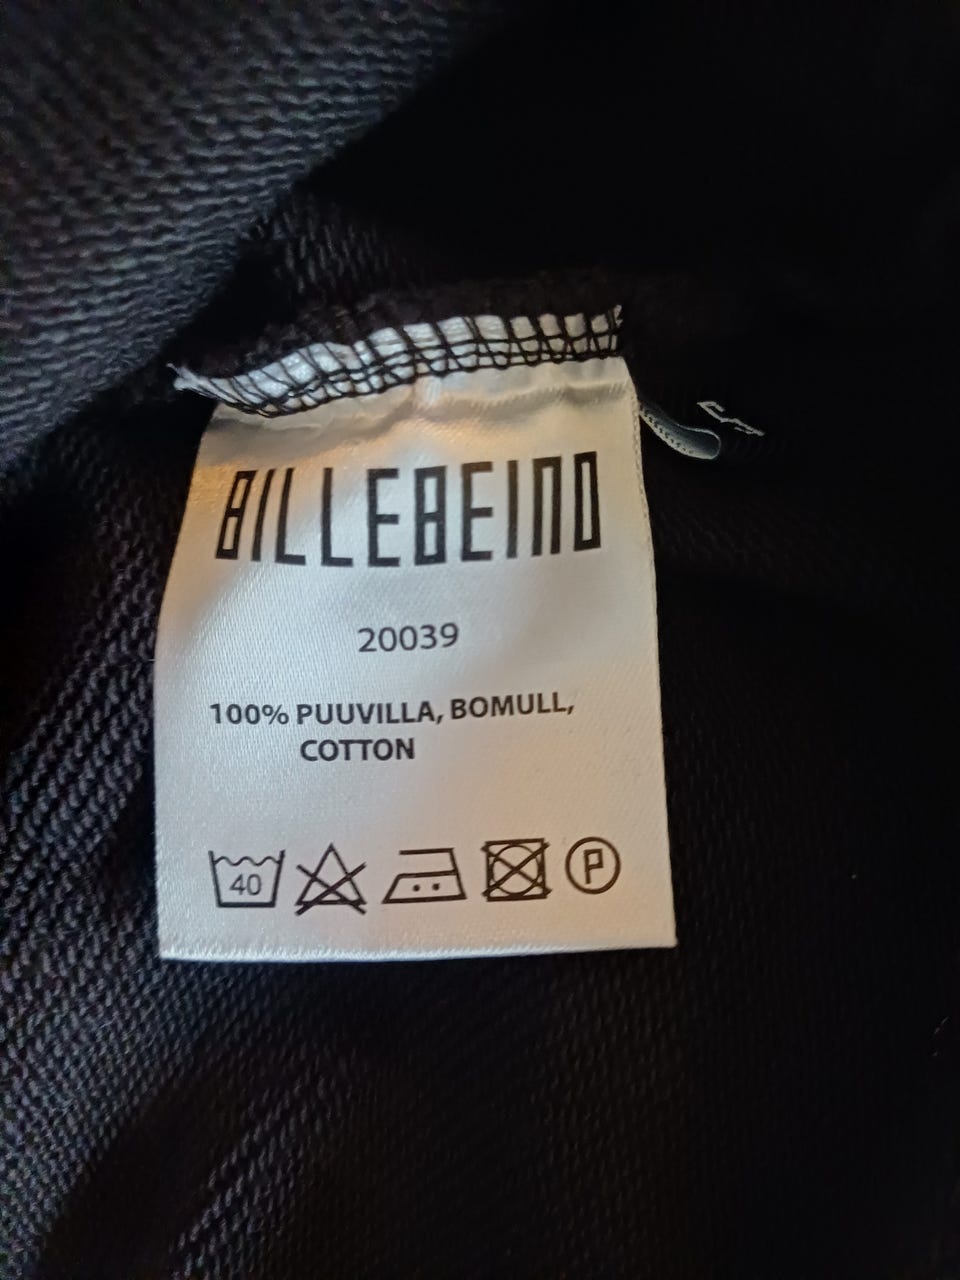 BILLEBEINO
20039
100% PUUVILLA, BOMULL,
COTTON
40
P